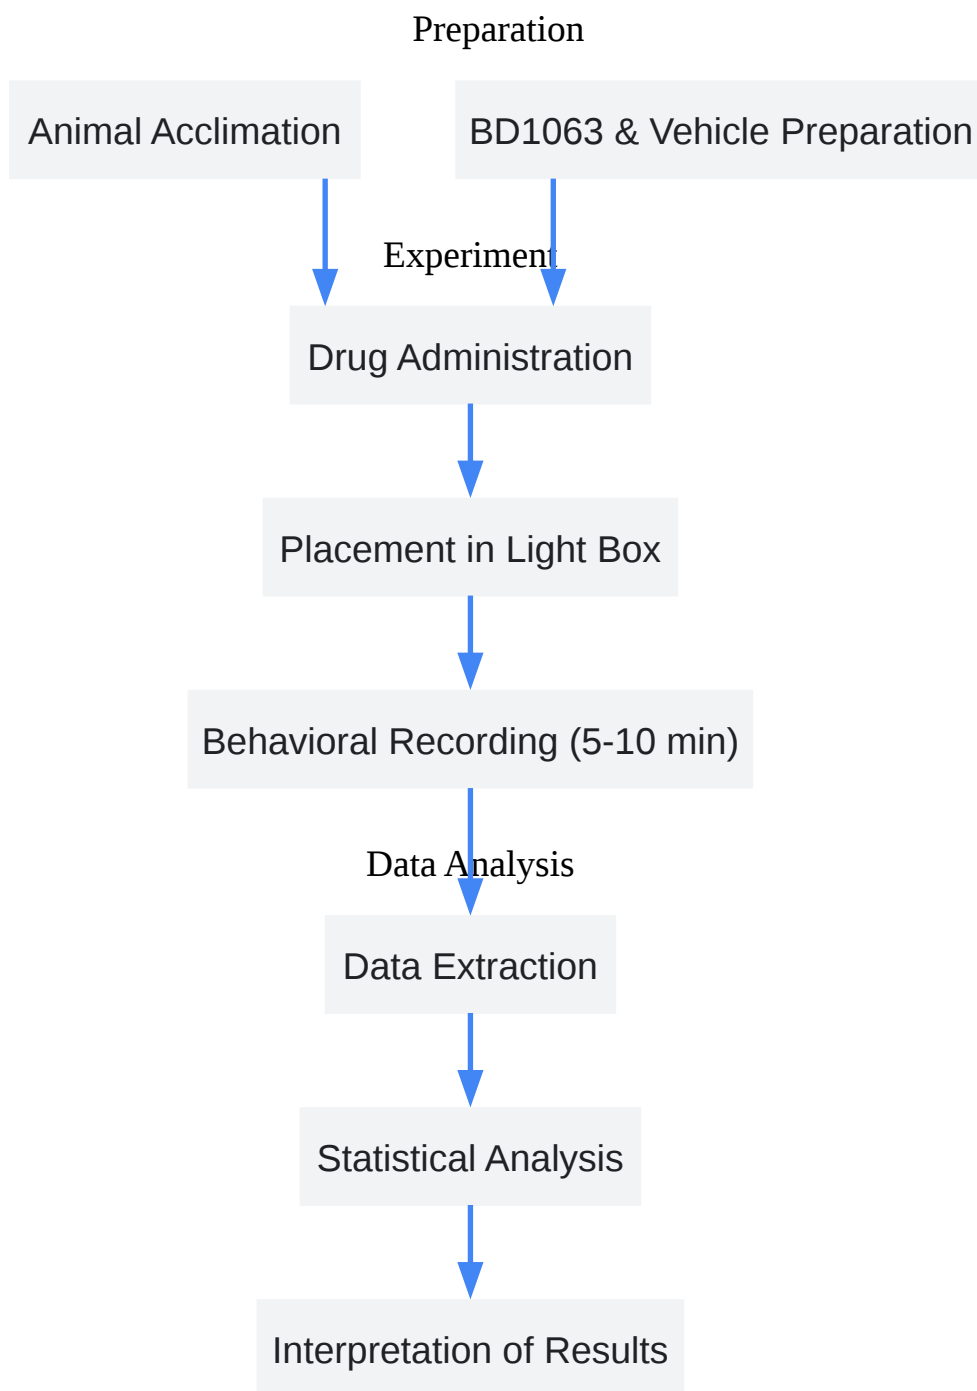 Preparation
Animal Acclimation
BD1063 & Vehicle Preparation
Experiment
Drug Administration
Placement in Light Box
Behavioral Recording (5-10 min)
Data Analysis
Data Extraction
Statistical Analysis
Interpretation of Results